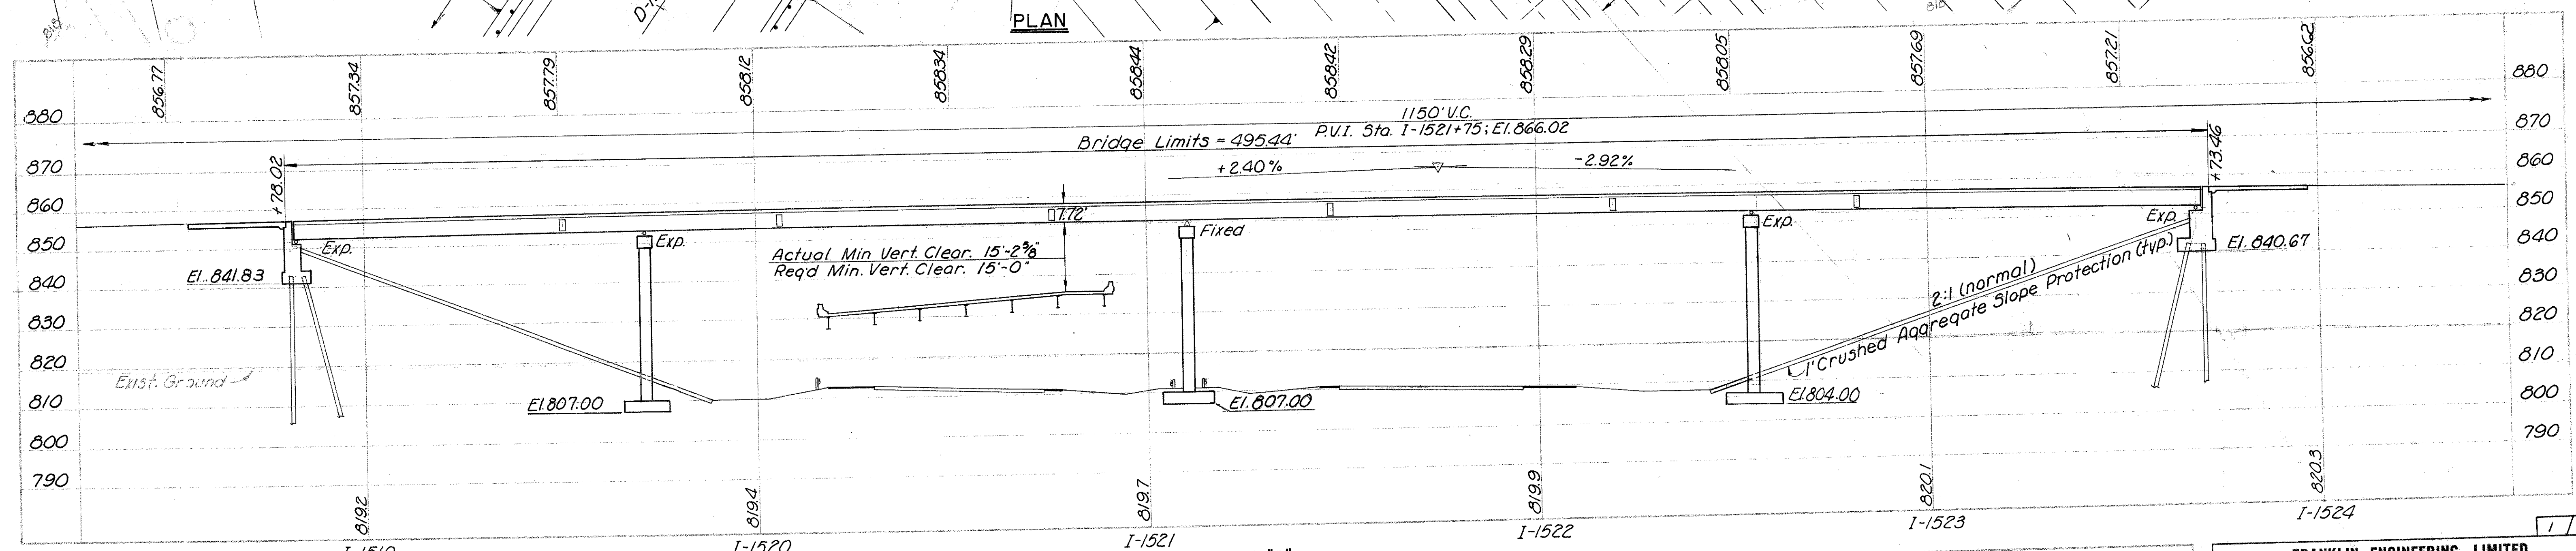 PLAN
856.77
857.34
857.79
858.12
858.34
858.44
858.42
858.29
858.05
857.69
857.21
856.62
880
880
1150' V.C.
P.V.I. Sta. I-1521+75; El. 866.02
Bridge Limits = 495.44'
870
870
+78.02
+73.46
+2.40%
-2.92%
860
860
7.72'
850
850
Exp.
Exp.
Fixed
Exp.
Exp.
Actual Min Vert. Clear. 15'-2⅝"
Req'd Min. Vert. Clear. 15'-0"
El. 841.83
El. 840.67
840
840
2:1 (normal)
1' Crushed Aggregate Slope Protection (typ.)
830
830
820
820
Exist. Ground
810
810
El. 807.00
El. 807.00
El. 804.00
800
800
790
790
819.2
819.4
819.7
819.9
820.1
820.3
I-1519
I-1520
I-1521
I-1522
I-1523
I-1524
1
FRANKLIN ENGINEERING LIMITED